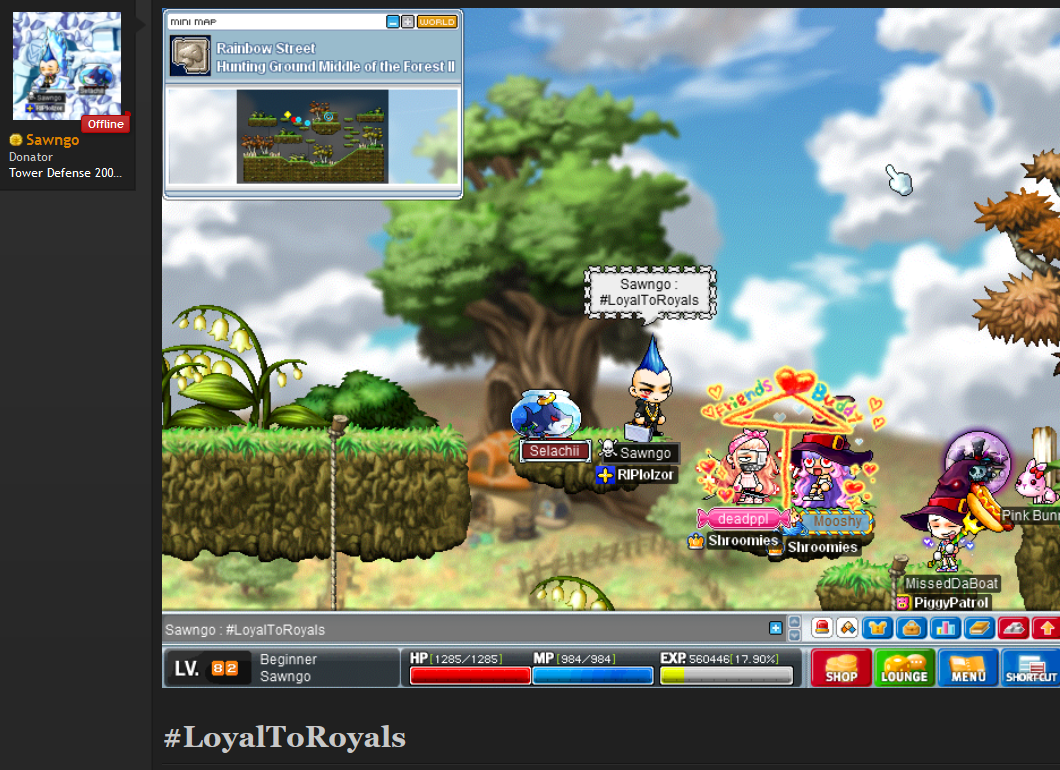 Offline
Sawngo
Donator
Tower Defense 200...
MINI MAP
WORLD
Rainbow Street
Hunting Ground Middle of the Forest II
Sawngo :
#LoyalToRoyals
Friends Buddy
Selachii
Sawngo
RIPlolzor
deadppl
Mooshy
Shroomies
Shroomies
Pink Bun
MissedDaBoat
PiggyPatrol
Sawngo : #LoyalToRoyals
LV. 82
Beginner
Sawngo
HP[1285/1285]
MP[984/984]
EXP. 560446[17.90%]
SHOP
LOUNGE
MENU
SHORTCUT
#LoyalToRoyals